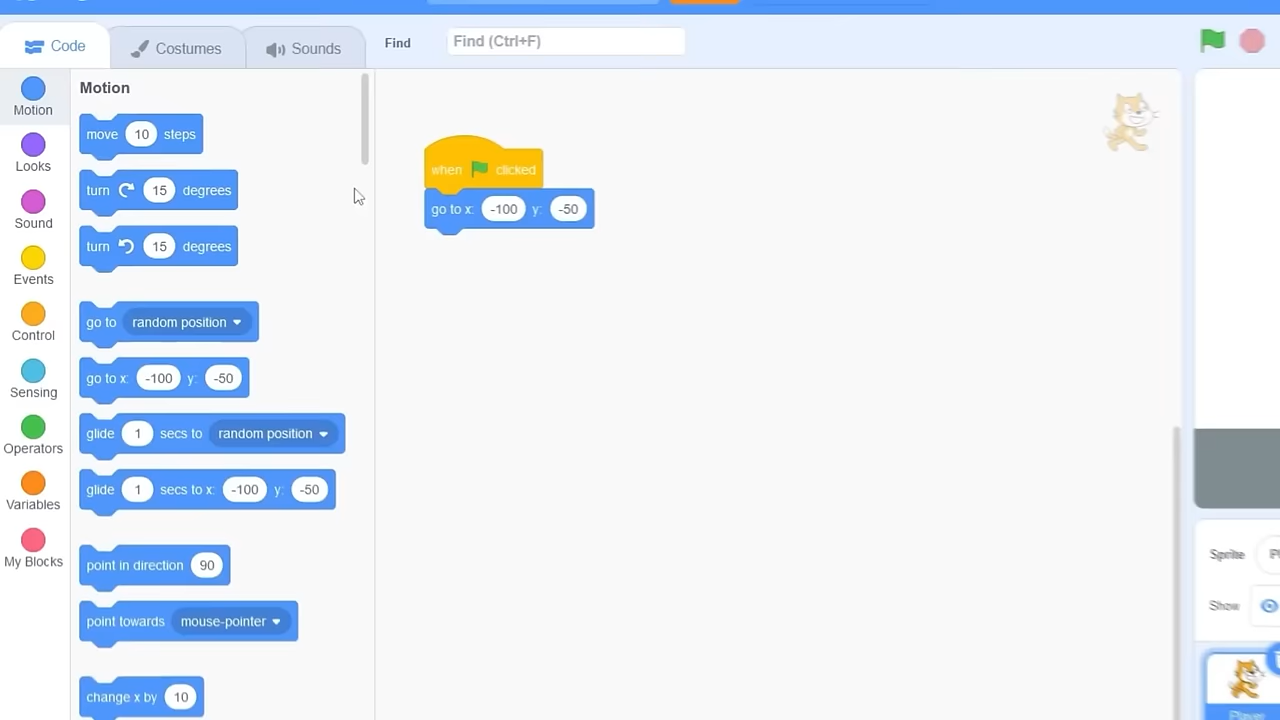 Code
Costumes
Sounds
Find
Find (Ctrl+F)
Motion
Looks
Sound
Events
Control
Sensing
Operators
Variables
My Blocks
Motion
move 10 steps
turn 15 degrees
turn 15 degrees
go to random position
go to x: -100 y: -50
glide 1 secs to random position
glide 1 secs to x: -100 y: -50
point in direction 90
point towards mouse-pointer
change x by 10
when clicked
go to x: -100 y: -50
Sprite
Show
Player